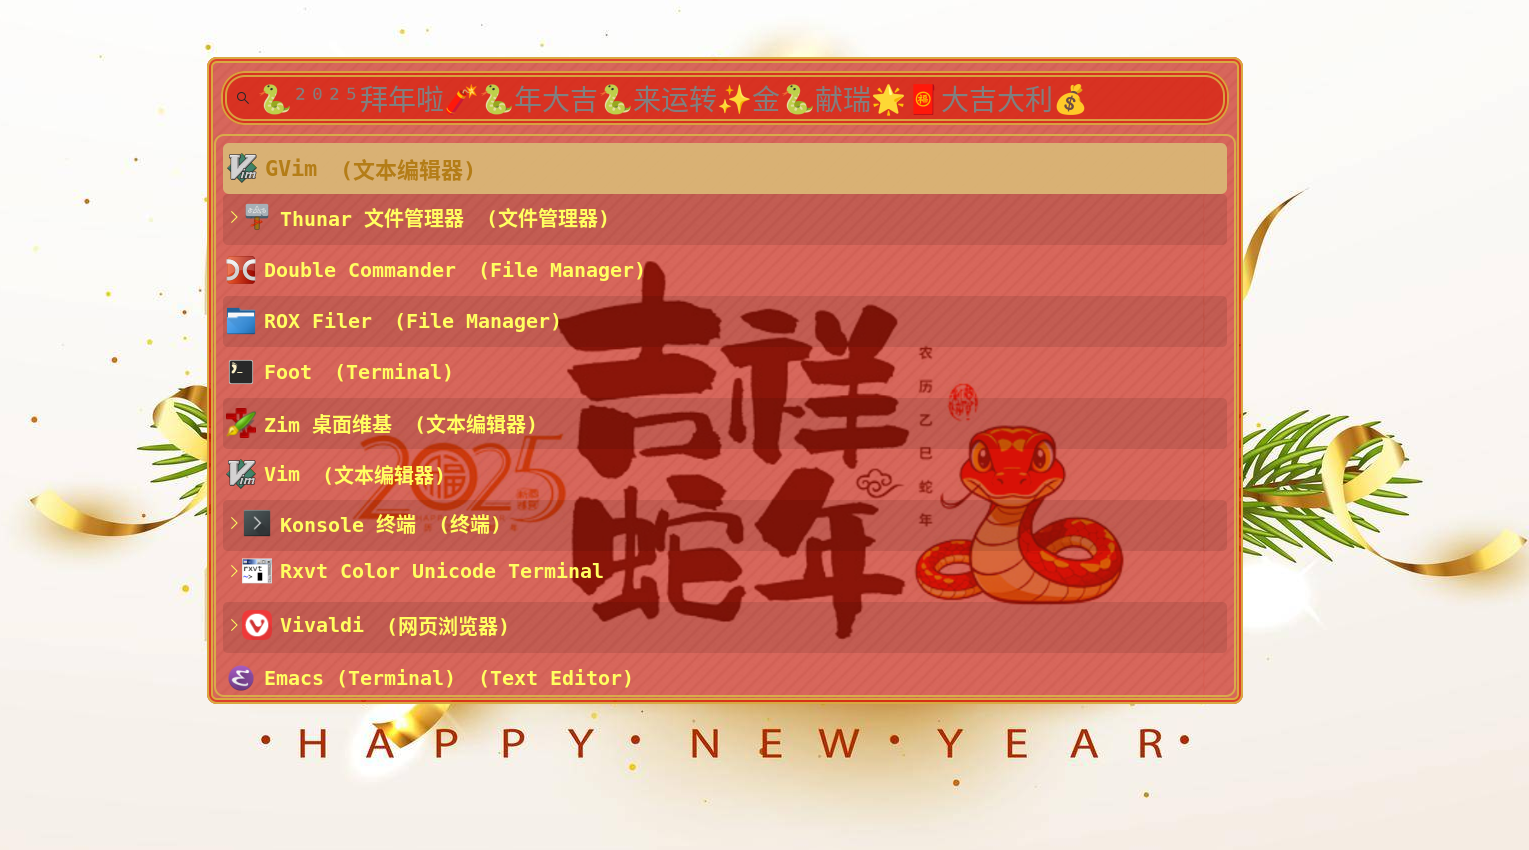 🐍²⁰²⁵拜年啦🧨🐍年大吉🐍来运转✨金🐍献瑞🌟🧧大吉大利💰
GVim (文本编辑器)
Thunar 文件管理器 (文件管理器)
Double Commander (File Manager)
ROX Filer (File Manager)
Foot (Terminal)
Zim 桌面维基 (文本编辑器)
Vim (文本编辑器)
Konsole 终端 (终端)
Rxvt Color Unicode Terminal
Vivaldi (网页浏览器)
Emacs (Terminal) (Text Editor)
吉祥
蛇年
农历乙巳蛇年
2025
福
• HAPPY • NEW • YEAR •